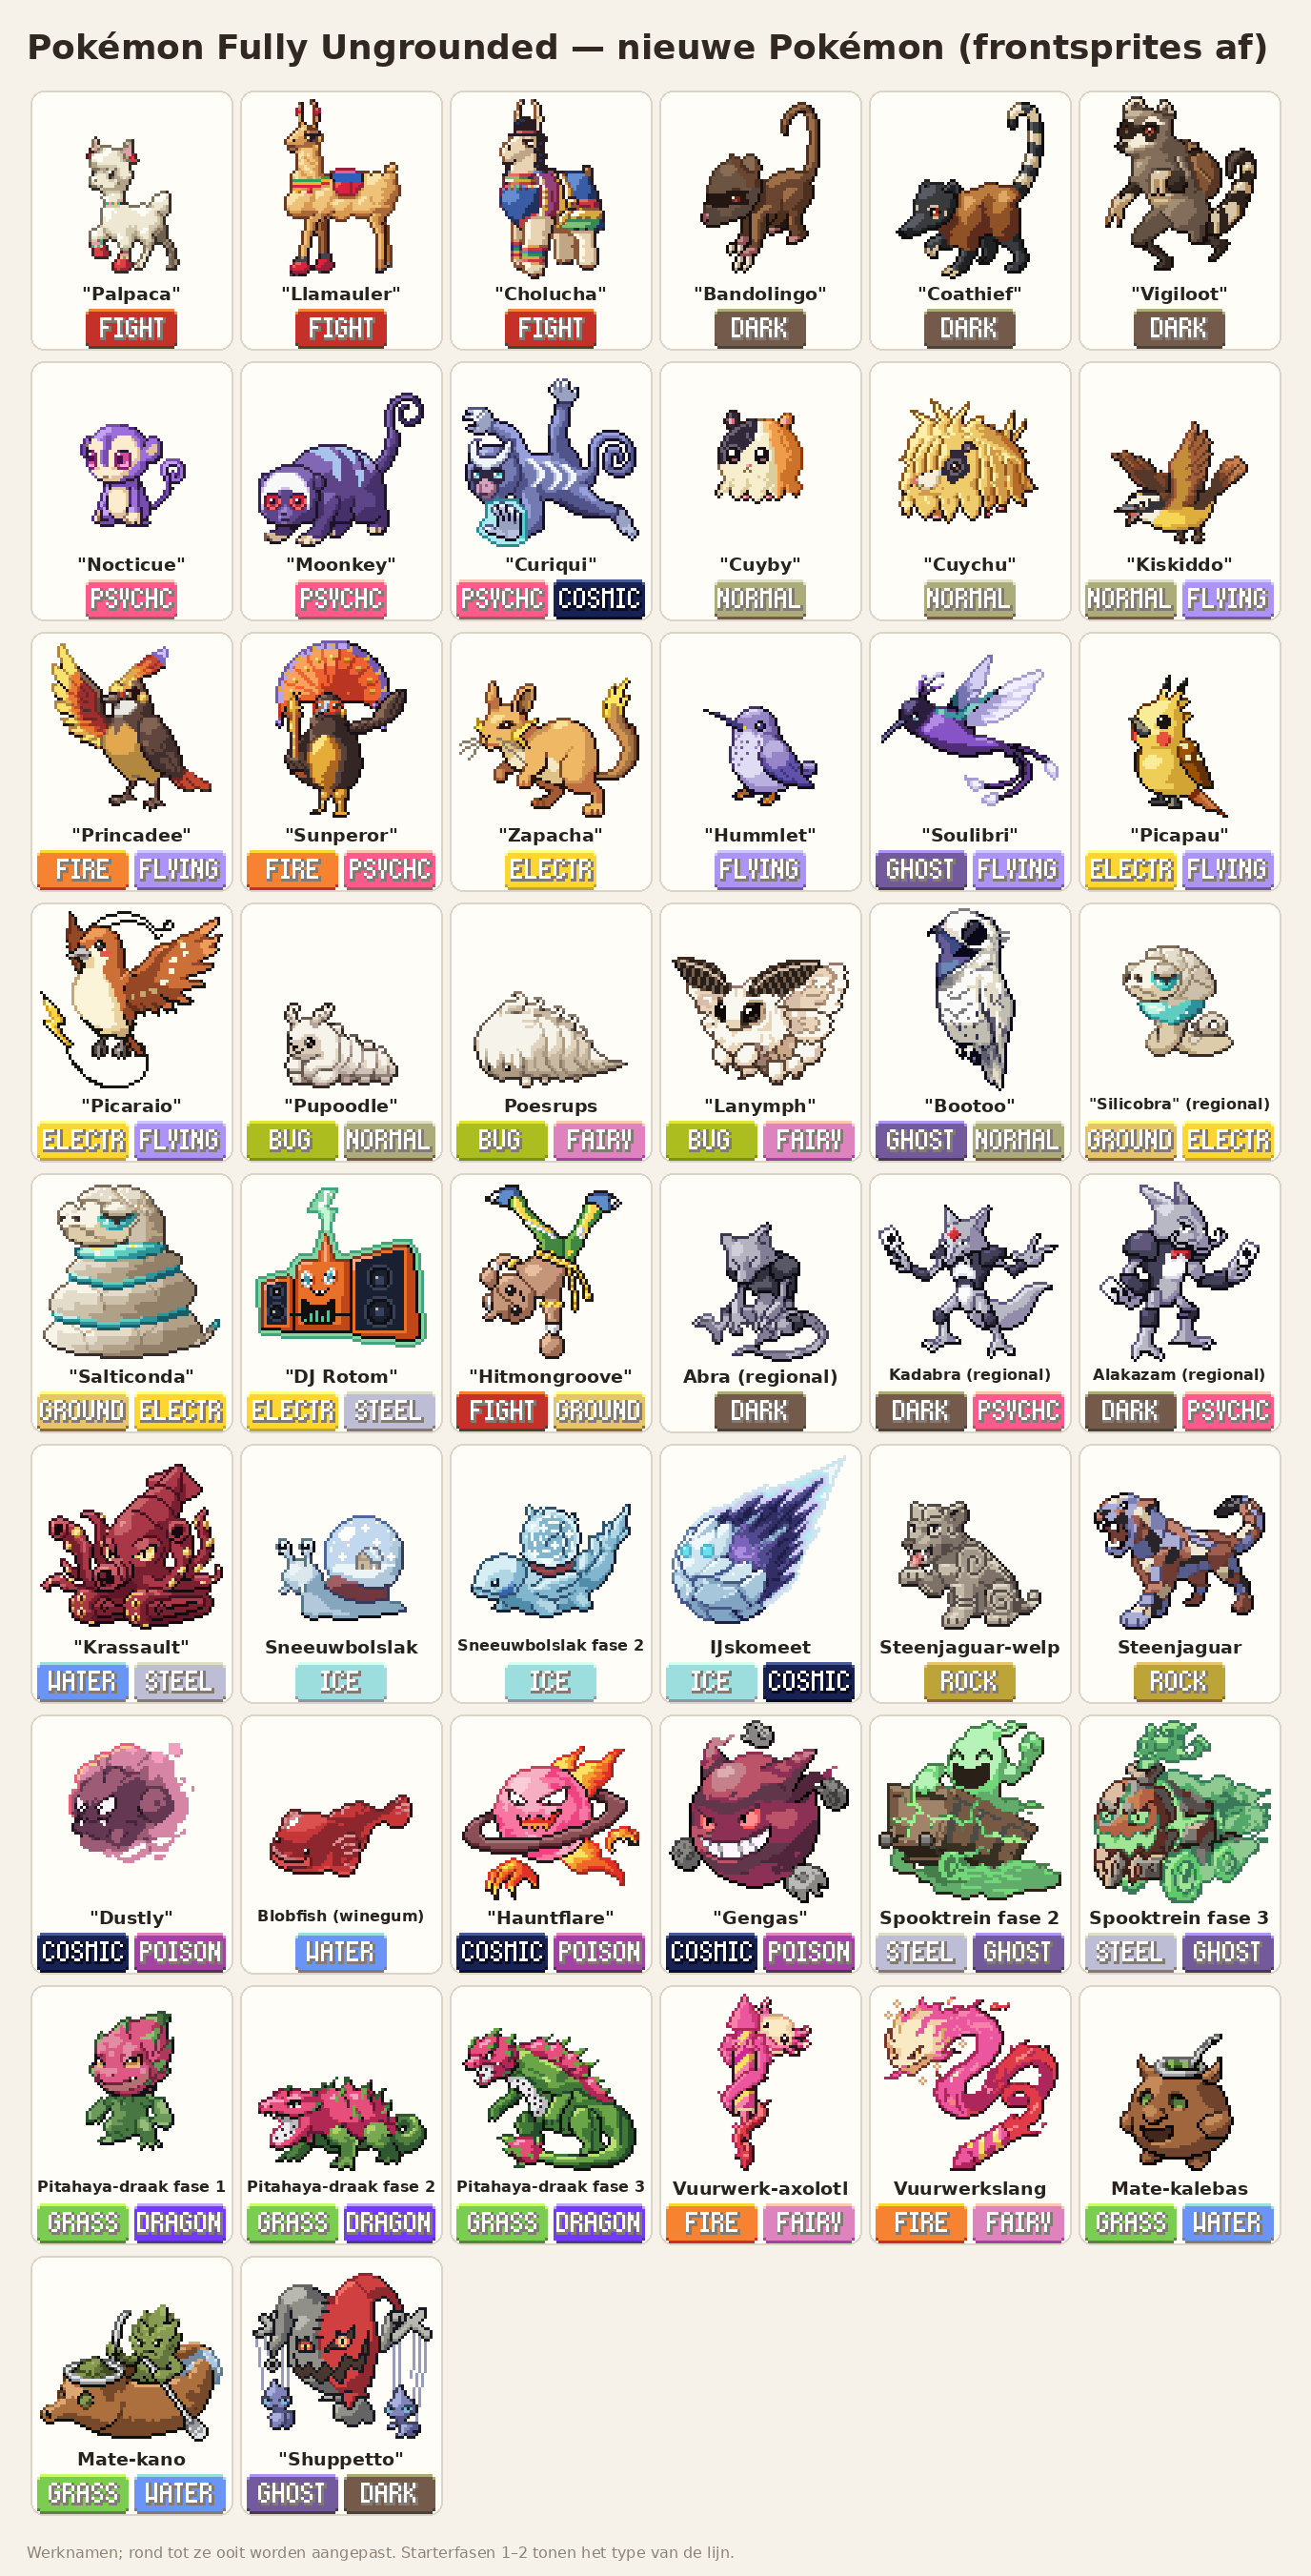 Pokémon Fully Ungrounded — nieuwe Pokémon (frontsprites af)
"Palpaca" "Llamauler" "Cholucha" "Bandolingo" "Coathief" "Vigiloot"
FIGHT FIGHT FIGHT DARK DARK DARK
"Nocticue" "Moonkey" "Curiqui" "Cuyby" "Cuychu" "Kiskiddo"
PSYCHC PSYCHC PSYCHC COSMIC NORMAL NORMAL NORMAL FLYING
"Princadee" "Sunperor" "Zapacha" "Hummlet" "Soulibri" "Picapau"
FIRE FLYING FIRE PSYCHC ELECTR FLYING GHOST FLYING ELECTR FLYING
"Picaraio" "Pupoodle" Poesrups "Lanymph" "Bootoo" "Silicobra" (regional)
ELECTR FLYING BUG NORMAL BUG FAIRY BUG FAIRY GHOST NORMAL GROUND ELECTR
"Salticonda" "DJ Rotom" "Hitmongroove" Abra (regional) Kadabra (regional) Alakazam (regional)
GROUND ELECTR ELECTR STEEL FIGHT GROUND DARK DARK PSYCHC DARK PSYCHC
"Krassault" Sneeuwbolslak Sneeuwbolslak fase 2 IJskomeet Steenjaguar-welp Steenjaguar
WATER STEEL ICE ICE ICE COSMIC ROCK ROCK
"Dustly" Blobfish (winegum) "Hauntflare" "Gengas" Spooktrein fase 2 Spooktrein fase 3
COSMIC POISON WATER COSMIC POISON COSMIC POISON STEEL GHOST STEEL GHOST
Pitahaya-draak fase 1 Pitahaya-draak fase 2 Pitahaya-draak fase 3 Vuurwerk-axolotl Vuurwerkslang Mate-kalebas
GRASS DRAGON GRASS DRAGON GRASS DRAGON FIRE FAIRY FIRE FAIRY GRASS WATER
Mate-kano "Shuppetto"
GRASS WATER GHOST DARK
Werknamen; rond tot ze ooit worden aangepast. Starterfasen 1–2 tonen het type van de lijn.